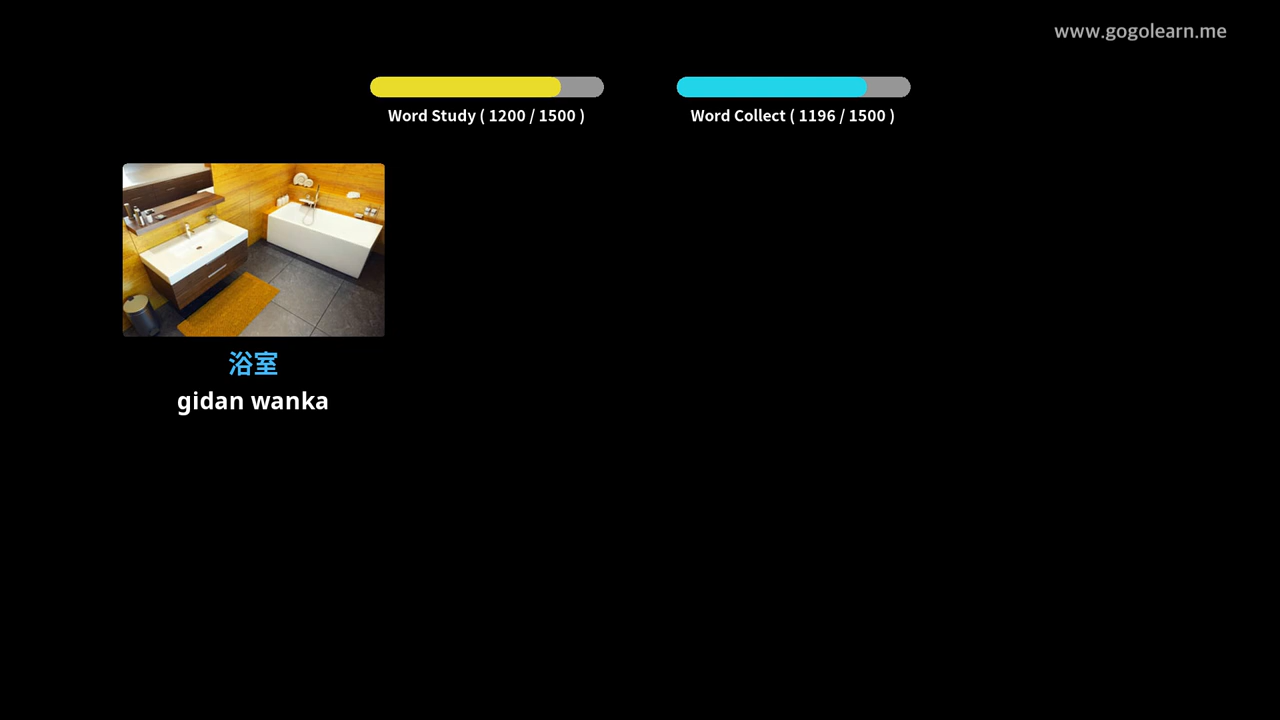 www.gogolearn.me
Word Study ( 1200 / 1500 )
Word Collect ( 1196 / 1500 )
浴室
gidan wanka